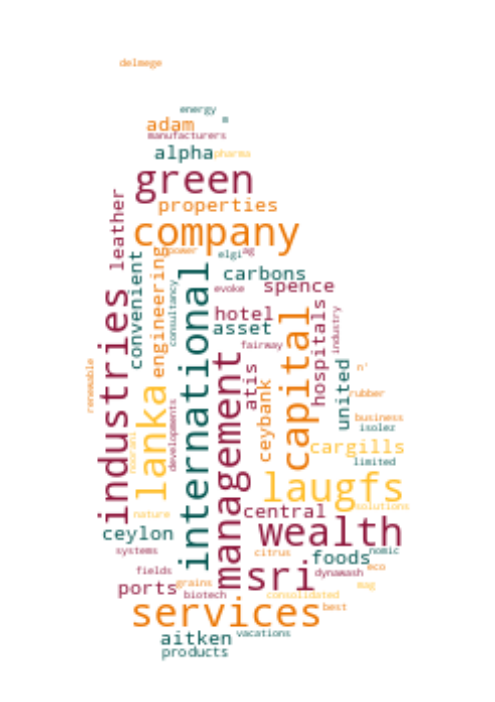 delmege
energy
m
adam
manufacturers
alpha
pharma
green
leather
properties
company
power
elgi
ag
convenient
engineering
consultancy
international
carbons
evoke
spence
industries
hotel
asset
capital
hospitals
industry
fairway
renewable
lanka
noorani
developments
management
atis
ceybank
united
n'
rubber
business
isolez
cargills
limited
laugfs
solutions
nature
central
wealth
ceylon
systems
citrus
foods
nomic
fields
sri
dynawash
eco
ports
grains
biotech
consolidated
mag
services
best
aitken
vacations
products